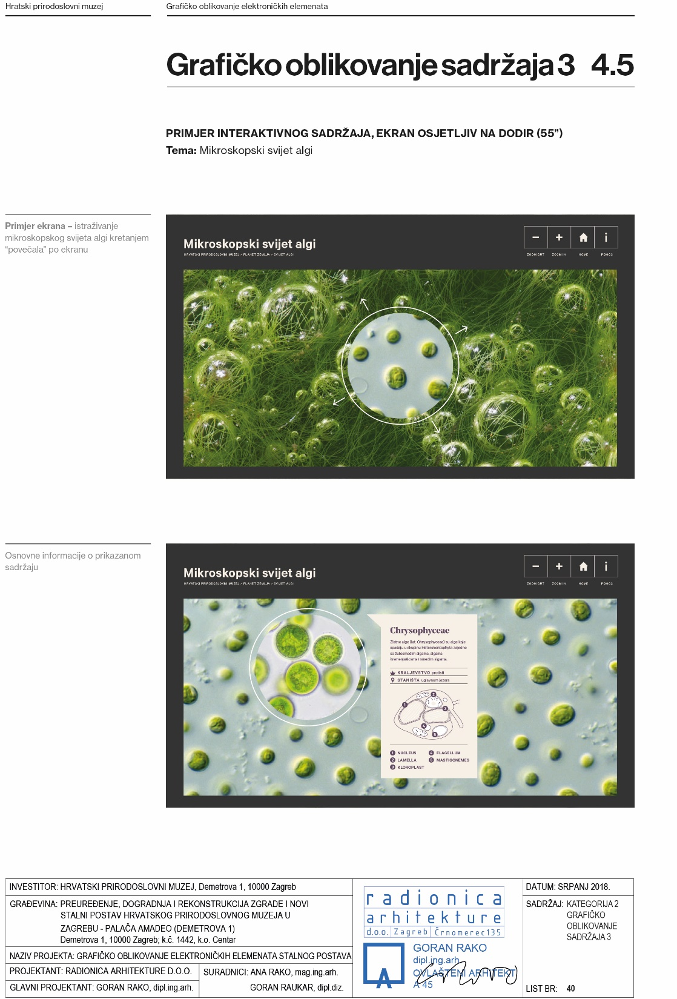 Hratski prirodoslovni muzej
Grafičko oblikovanje elektroničkih elemenata
Grafičko oblikovanje sadržaja 3 4.5
PRIMJER INTERAKTIVNOG SADRŽAJA, EKRAN OSJETLJIV NA DODIR (55”)
Tema: Mikroskopski svijet algi
Primjer ekrana – istraživanje
mikroskopskog svijeta algi kretanjem
“povečala” po ekranu
Mikroskopski svijet algi
HRVATSKI PRIRODOSLOVNI MUZEJ > PLANET ZEMLJA > SVIJET ALGI
− + i
ZOOM OUT ZOOM IN HOME POMOĆ
Osnovne informacije o prikazanom
sadržaju
Mikroskopski svijet algi
HRVATSKI PRIRODOSLOVNI MUZEJ > PLANET ZEMLJA > SVIJET ALGI
− + i
ZOOM OUT ZOOM IN HOME POMOĆ
Chrysophyceae
Zlatne alge (lat. Chrysophyceae) su alge koje
spadaju u skupinu Heterokontophyta zajedno
sa žutosmeđim algama, algama
kremenjašicama i smeđim algama.
KRALJEVSTVO protisti
STANIŠTA uglavnom jezera
1
2
3
4
5
1 NUCLEUS
2 LAMELLA
3 KLOROPLAST
4 FLAGELLUM
5 MASTIGONEMES
INVESTITOR: HRVATSKI PRIRODOSLOVNI MUZEJ, Demetrova 1, 10000 Zagreb
GRAĐEVINA: PREUREĐENJE, DOGRADNJA I REKONSTRUKCIJA ZGRADE I NOVI
STALNI POSTAV HRVATSKOG PRIRODOSLOVNOG MUZEJA U
ZAGREBU - PALAČA AMADEO (DEMETROVA 1)
Demetrova 1, 10000 Zagreb; k.č. 1442, k.o. Centar
NAZIV PROJEKTA: GRAFIČKO OBLIKOVANJE ELEKTRONIČKIH ELEMENATA STALNOG POSTAVA
PROJEKTANT: RADIONICA ARHITEKTURE D.O.O.
GLAVNI PROJEKTANT: GORAN RAKO, dipl.ing.arh.
SURADNICI: ANA RAKO, mag.ing.arh.
GORAN RAUKAR, dipl.diz.
radionica
arhitekture
d.o.o. Zagreb Črnomerec135
GORAN RAKO
dipl.ing.arh.
OVLAŠTENI ARHITEKT
A 45
DATUM: SRPANJ 2018.
SADRŽAJ: KATEGORIJA 2
GRAFIČKO
OBLIKOVANJE
SADRŽAJA 3
LIST BR: 40